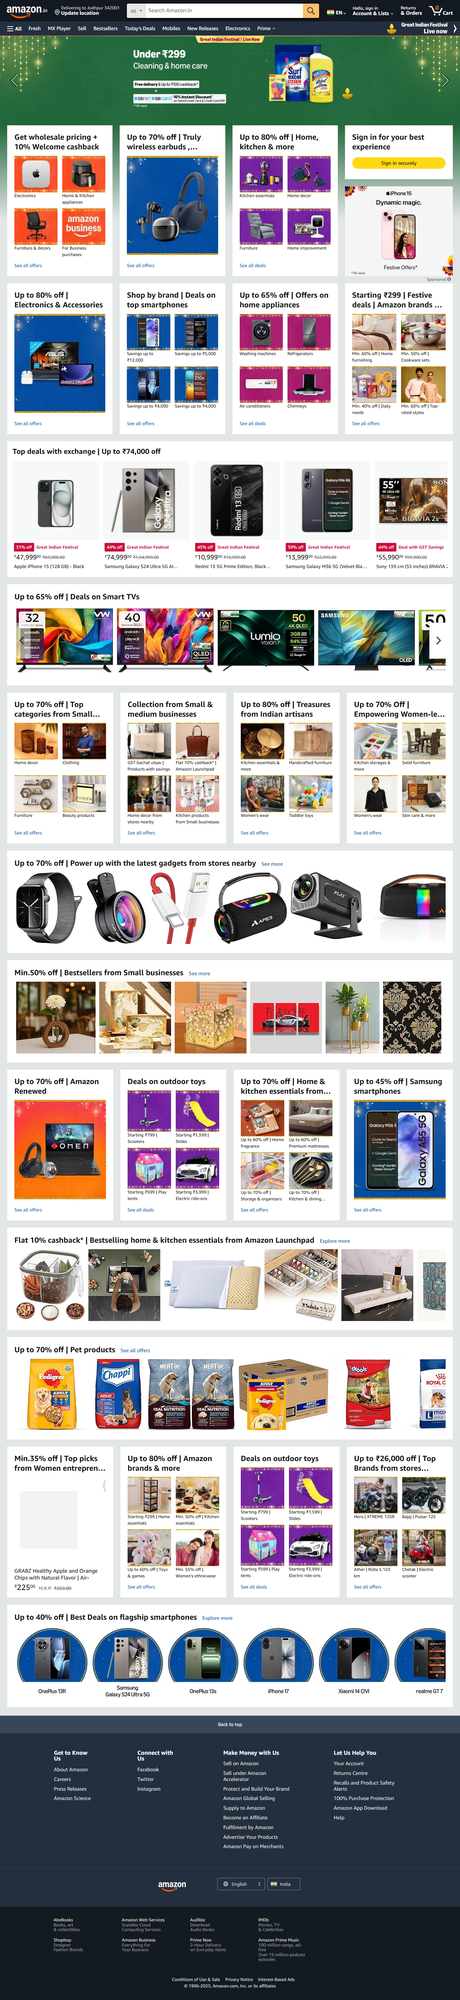 amazon.in
Delivering to Jodhpur 342001
Update location
All
Search Amazon.in
EN
Hello, sign in
Account & Lists
Returns
& Orders
0
Cart
All
Fresh
MX Player
Sell
Bestsellers
Today's Deals
Mobiles
New Releases
Electronics
Prime
Great Indian Festival
Live now
Great Indian Festival | Live Now
Under ₹299
Cleaning & home care
Get wholesale pricing +
10% Welcome cashback
Electronics
Home & Kitchen
appliances
amazon
business
Furniture & decors
For Business
purchases
See all offers
Up to 70% off | Truly
wireless earbuds ,…
See all offers
Up to 80% off | Home,
kitchen & more
Kitchen essentials
Home decor
Furniture
Home improvement
See all deals
Sign in for your best
experience
Sign in securely
iPhone 15
Dynamic magic.
Festive Offers*
Sponsored
Up to 80% off |
Electronics & Accessories
See all offers
Shop by brand | Deals on
top smartphones
Savings up to
₹12,000
Savings up to ₹5,000
Savings up to ₹4,000
Savings up to ₹4,000
See all offers
Up to 65% off | Offers on
home appliances
Washing machines
Refrigerators
Air conditioners
Chimneys
See all deals
Starting ₹299 | Festive
deals | Amazon brands …
Min. 60% off | Home
furnishing
Min. 50% off |
Cookware sets
Min. 40% off | Daily
needs
Min. 60% off | Top-
rated styles
See all offers
Top deals with exchange | Up to ₹74,000 off
31% off Great Indian Festival
₹47,999
Apple iPhone 15 (128 GB) - Black
44% off Great Indian Festival
₹74,999
Samsung Galaxy S24 Ultra 5G AI…
45% off Great Indian Festival
₹10,999
Redmi 13 5G Prime Edition, Black…
39% off Great Indian Festival
₹13,999
Samsung Galaxy M36 5G (Velvet Bla…
44% off Deal with GST Savings
₹55,990
Sony 139 cm (55 inches) BRAVIA 2
Up to 65% off | Deals on Smart TVs
32
VW
40
VW
QLED
Lumio
50
SAMSUNG
QLED
50
Up to 70% off | Top
categories from Small…
Home decor
Clothing
Furniture
Beauty products
See all offers
Collection from Small &
medium businesses
GST bachat utsav |
Products with savings
Flat 10% cashback* |
Amazon Launchpad
Home decor from
stores nearby
Kitchen products
from Small businesses
See all offers
Up to 80% off | Treasures
from Indian artisans
Kitchen essentials &
more
Handcrafted furniture
Women's wear
Toddler toys
See all offers
Up to 70% Off |
Empowering Women-le…
Kitchen storages &
more
Solid furniture
Women's wear
Skin care & more
See all offers
Up to 70% off | Power up with the latest gadgets from stores nearby See more
Min.50% off | Bestsellers from Small businesses See more
Up to 70% off | Amazon
Renewed
OMEN
See all offers
Deals on outdoor toys
Starting ₹799 |
Scooters
Starting ₹1,599 |
Slides
Starting ₹599 | Play
tents
Starting ₹5,999 |
Electric ride-ons
See all deals
Up to 70% off | Home &
kitchen essentials from…
Up to 60% off | Home
fragrance
Up to 60% off |
Premium mattresses
Up to 70% off |
Storage & organizers
Up to 70% off |
Kitchen & dining…
See all offers
Up to 45% off | Samsung
smartphones
Galaxy A55 5G
See all offers
Flat 10% cashback* | Bestselling home & kitchen essentials from Amazon Launchpad Explore more
Up to 70% off | Pet products See all offers
Pedigree
Chappi
MEAT UP
MEAT UP
Pedigree
drools
ROYAL C
Min.35% off | Top picks
from Women entrepren…
GRABZ Healthy Apple and Orange
Chips with Natural Flavor | Air-
₹225 M.R.P: ₹250.00
Up to 80% off | Amazon
brands & more
Starting ₹299 | Home
essentials
Min. 50% off | Kitchen
essentials
Up to 60% off | Toys
& games
Min. 55% off |
Women's ethnicwear
See all offers
Deals on outdoor toys
Starting ₹799 |
Scooters
Starting ₹1,599 |
Slides
Starting ₹599 | Play
tents
Starting ₹5,999 |
Electric ride-ons
See all deals
Up to ₹26,000 off | Top
Brands from stores…
Hero | XTREME 125R
Bajaj | Pulsar 125
Ather | Rizta S 123
km
Chetak | Electric
scooter
See all offers
Up to 40% off | Best Deals on flagship smartphones Explore more
OnePlus 13R
Samsung
Galaxy S24 Ultra 5G
OnePlus 13s
iPhone 17
Xiaomi 14 CIVI
realme GT 7
Back to top
Get to Know
Us
About Amazon
Careers
Press Releases
Amazon Science
Connect with
Us
Facebook
Twitter
Instagram
Make Money with Us
Sell on Amazon
Sell under Amazon
Accelerator
Protect and Build Your Brand
Amazon Global Selling
Supply to Amazon
Become an Affiliate
Fulfilment by Amazon
Advertise Your Products
Amazon Pay on Merchants
Let Us Help You
Your Account
Returns Centre
Recalls and Product Safety
Alerts
100% Purchase Protection
Amazon App Download
Help
amazon
English
India
AbeBooks
Books, art
& collectibles
Amazon Web Services
Scalable Cloud
Computing Services
Audible
Download
Audio Books
IMDb
Movies, TV
& Celebrities
Shopbop
Designer
Fashion Brands
Amazon Business
Everything For
Your Business
Prime Now
2-Hour Delivery
on Everyday Items
Amazon Prime Music
100 million songs, ad-
free
Over 15 million podcast
episodes
Conditions of Use & Sale
Privacy Notice
Interest-Based Ads
© 1996-2025, Amazon.com, Inc. or its affiliates